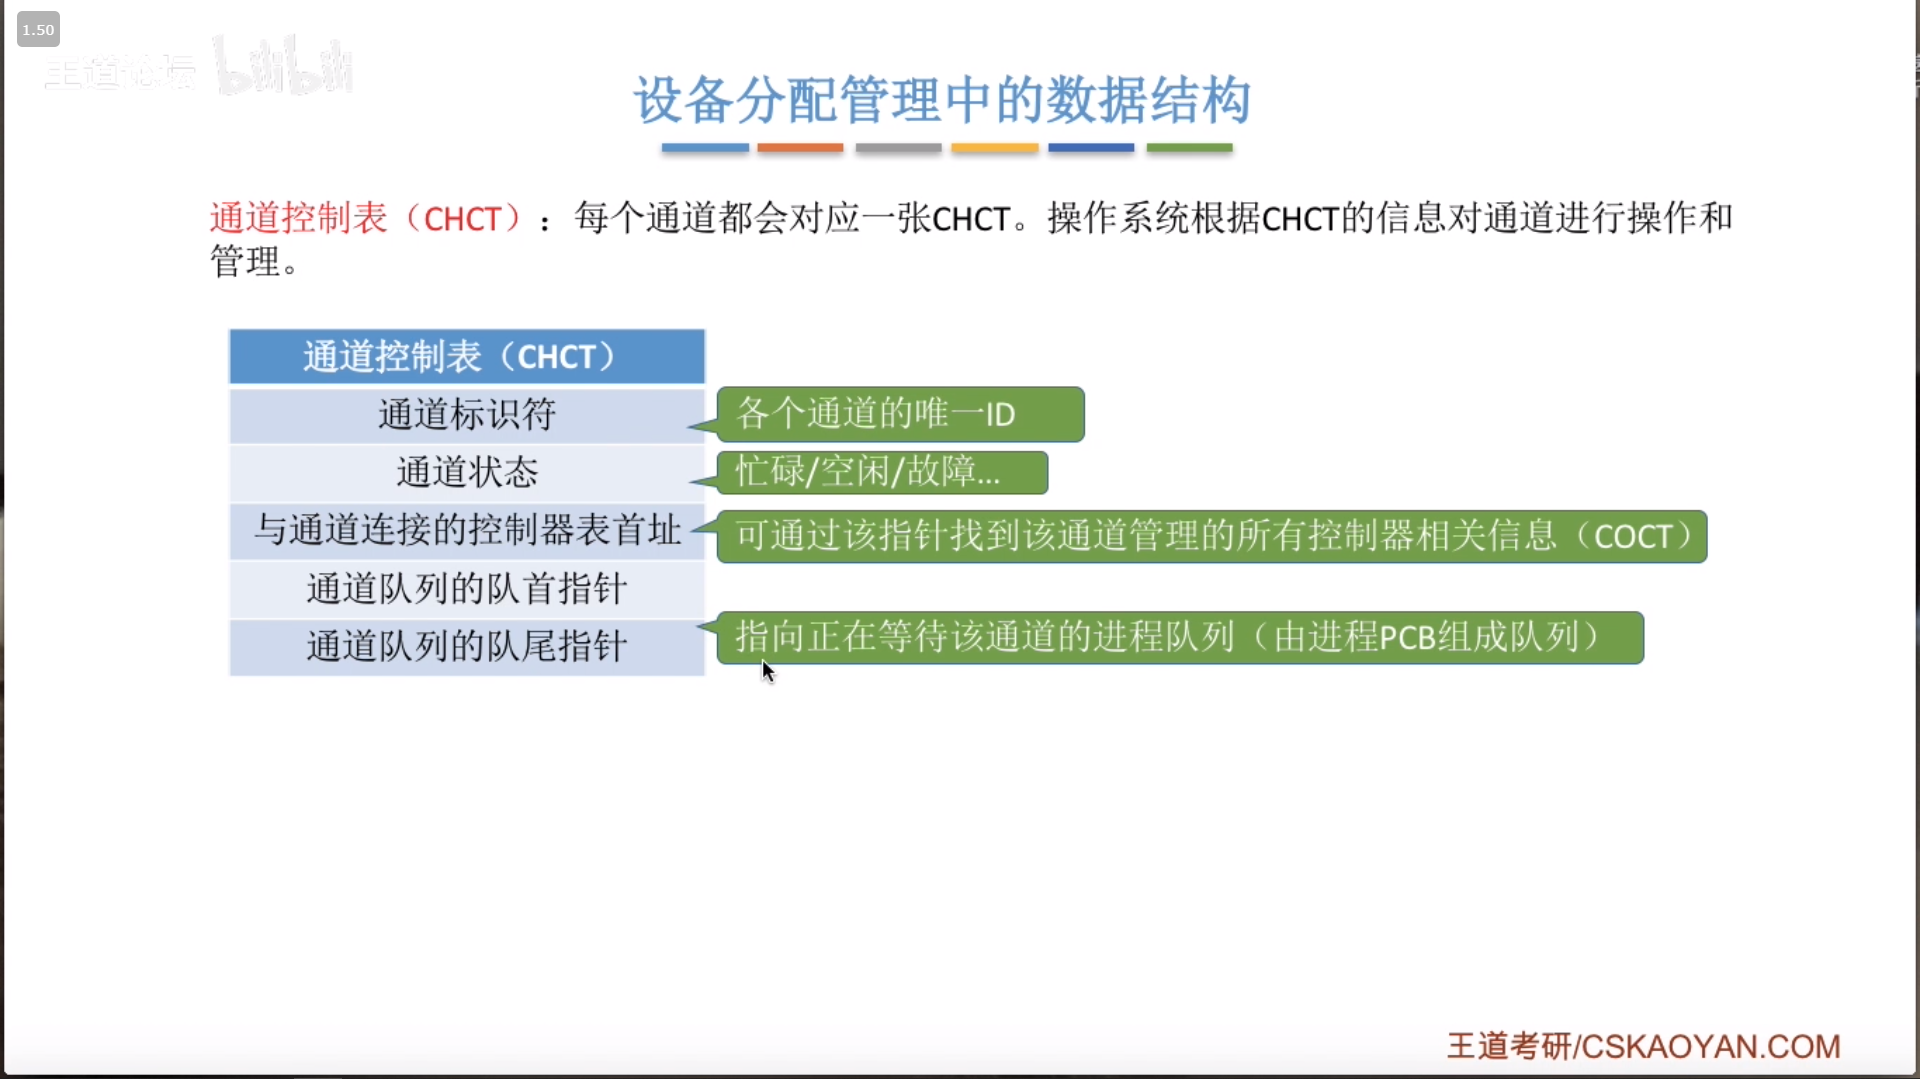 1.50
王道论坛 bilibili
设备分配管理中的数据结构
通道控制表（CHCT）：每个通道都会对应一张CHCT。操作系统根据CHCT的信息对通道进行操作和
管理。
通道控制表（CHCT）
通道标识符
各个通道的唯一ID
通道状态
忙碌/空闲/故障...
与通道连接的控制器表首址
可通过该指针找到该通道管理的所有控制器相关信息（COCT）
通道队列的队首指针
通道队列的队尾指针
指向正在等待该通道的进程队列（由进程PCB组成队列）
王道考研/CSKAOYAN.COM